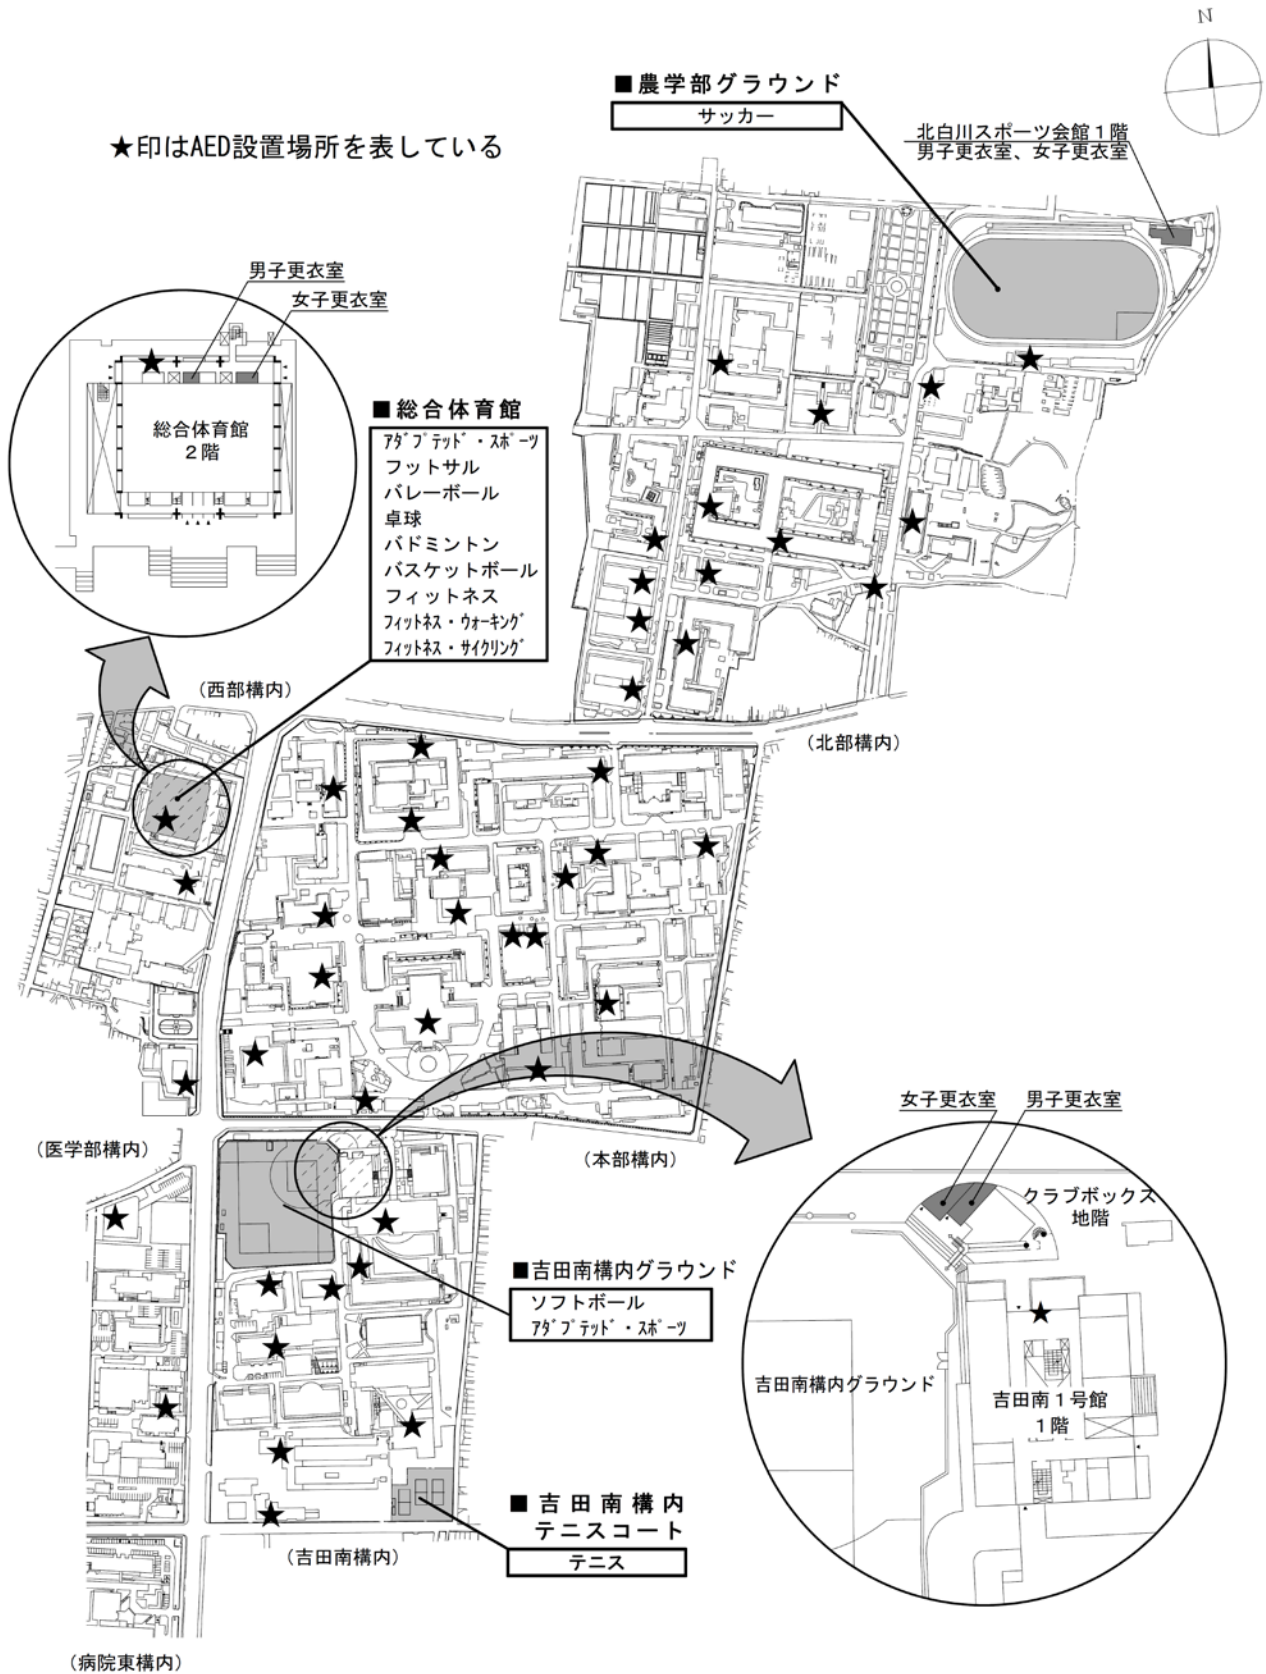 N
■農学部グラウンド
サッカー
★印はAED設置場所を表している
北白川スポーツ会館１階
男子更衣室、女子更衣室
男子更衣室
女子更衣室
総合体育館
２階
■総合体育館
ｱﾀﾞﾌﾟﾃｯﾄﾞ・ｽﾎﾟｰﾂ
フットサル
バレーボール
卓球
バドミントン
バスケットボール
フィットネス
ﾌｨｯﾄﾈｽ・ｳｫｰｷﾝｸﾞ
ﾌｨｯﾄﾈｽ・ｻｲｸﾘﾝｸﾞ
（西部構内）
（北部構内）
（医学部構内）
（本部構内）
女子更衣室
男子更衣室
クラブボックス
地階
■吉田南構内グラウンド
ソフトボール
ｱﾀﾞﾌﾟﾃｯﾄﾞ・ｽﾎﾟｰﾂ
吉田南構内グラウンド
吉田南１号館
１階
■吉田南構内
テニスコート
テニス
（吉田南構内）
（病院東構内）